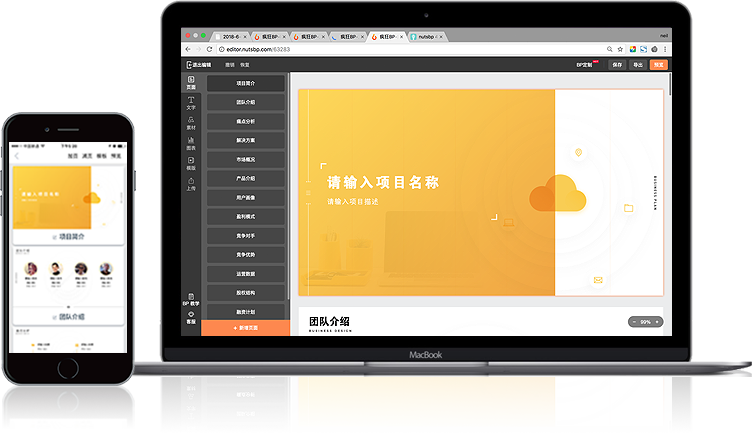 2018-6
疯狂BP-
疯狂BP-
疯狂BP-
疯狂BP-
nutsbp
neil
editor.nutsbp.com/63283
退出编辑
撤销
恢复
BP定制
保存
导出
预览
页面
文字
素材
图表
模版
上传
BP 教学
客服
项目简介
团队介绍
痛点分析
解决方案
市场概况
产品介绍
用户画像
盈利模式
竞争对手
竞争优势
运营数据
股权结构
融资计划
+ 新增页面
请输入项目名称
请输入项目描述
BUSINESS PLAN
团队介绍
BUSINESS DESIGN
− 99% +
MacBook
预览
请输入项目名称
项目简介
团队介绍